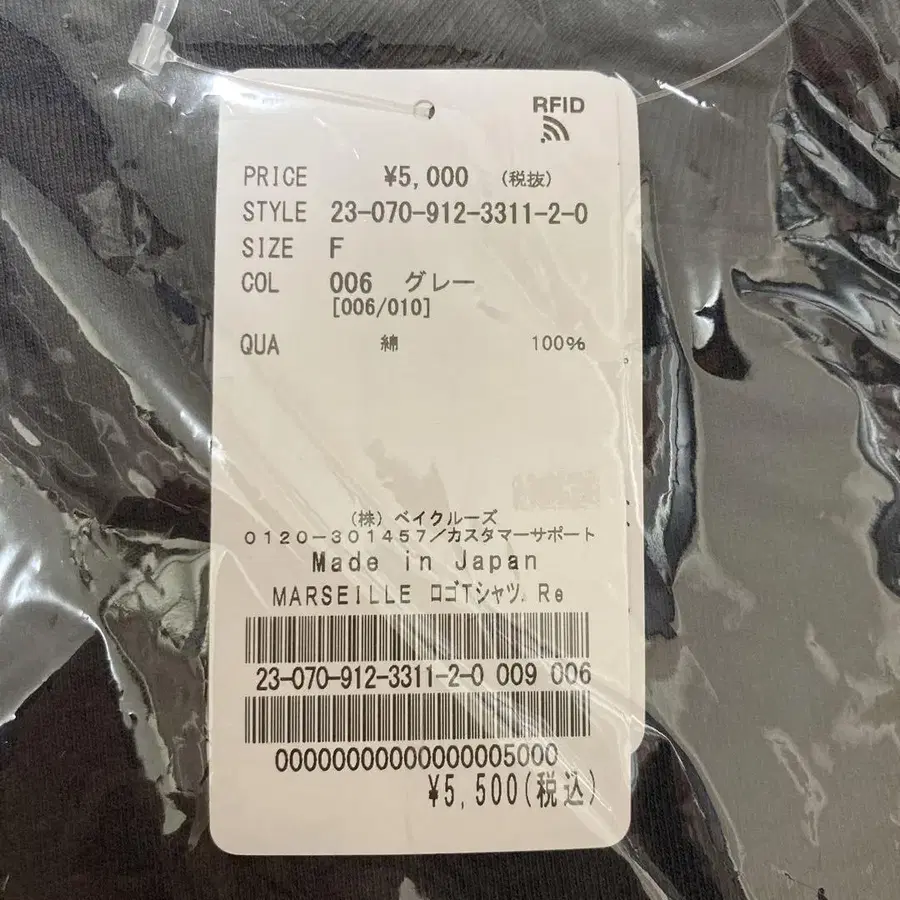 RFID
PRICE ¥5,000 (税抜)
STYLE 23-070-912-3311-2-0
SIZE F
COL 006 グレー
[006/010]
QUA 綿 100%
(株) ベイクルーズ
0120-301457/カスタマーサポート
Made in Japan
MARSEILLE ロゴTシャツ. Re
23-070-912-3311-2-0 009 006
00000000000000005000
¥5,500(税込)